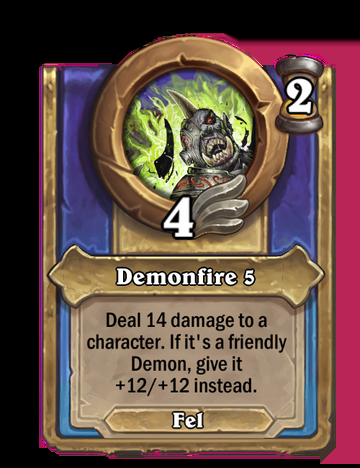 2
4
Demonfire 5
Deal 14 damage to a
character. If it's a friendly
Demon, give it
+12/+12 instead.
Fel